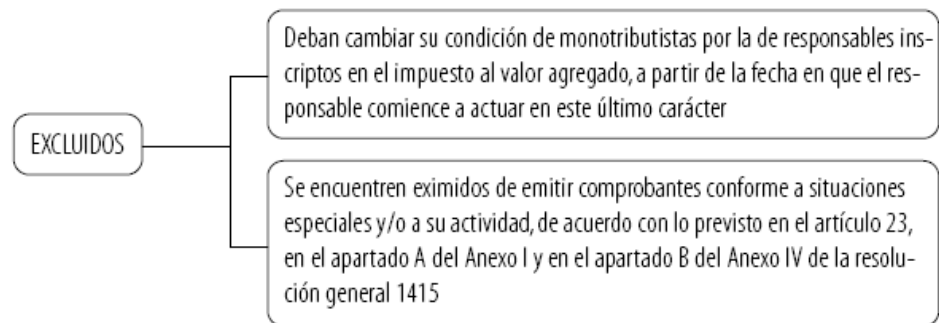 Deban cambiar su condición de monotributistas por la de responsables ins-
criptos en el impuesto al valor agregado, a partir de la fecha en que el res-
ponsable comience a actuar en este último carácter
EXCLUIDOS
Se encuentren eximidos de emitir comprobantes conforme a situaciones
especiales y/o a su actividad, de acuerdo con lo previsto en el artículo 23,
en el apartado A del Anexo I y en el apartado B del Anexo IV de la resolu-
ción general 1415